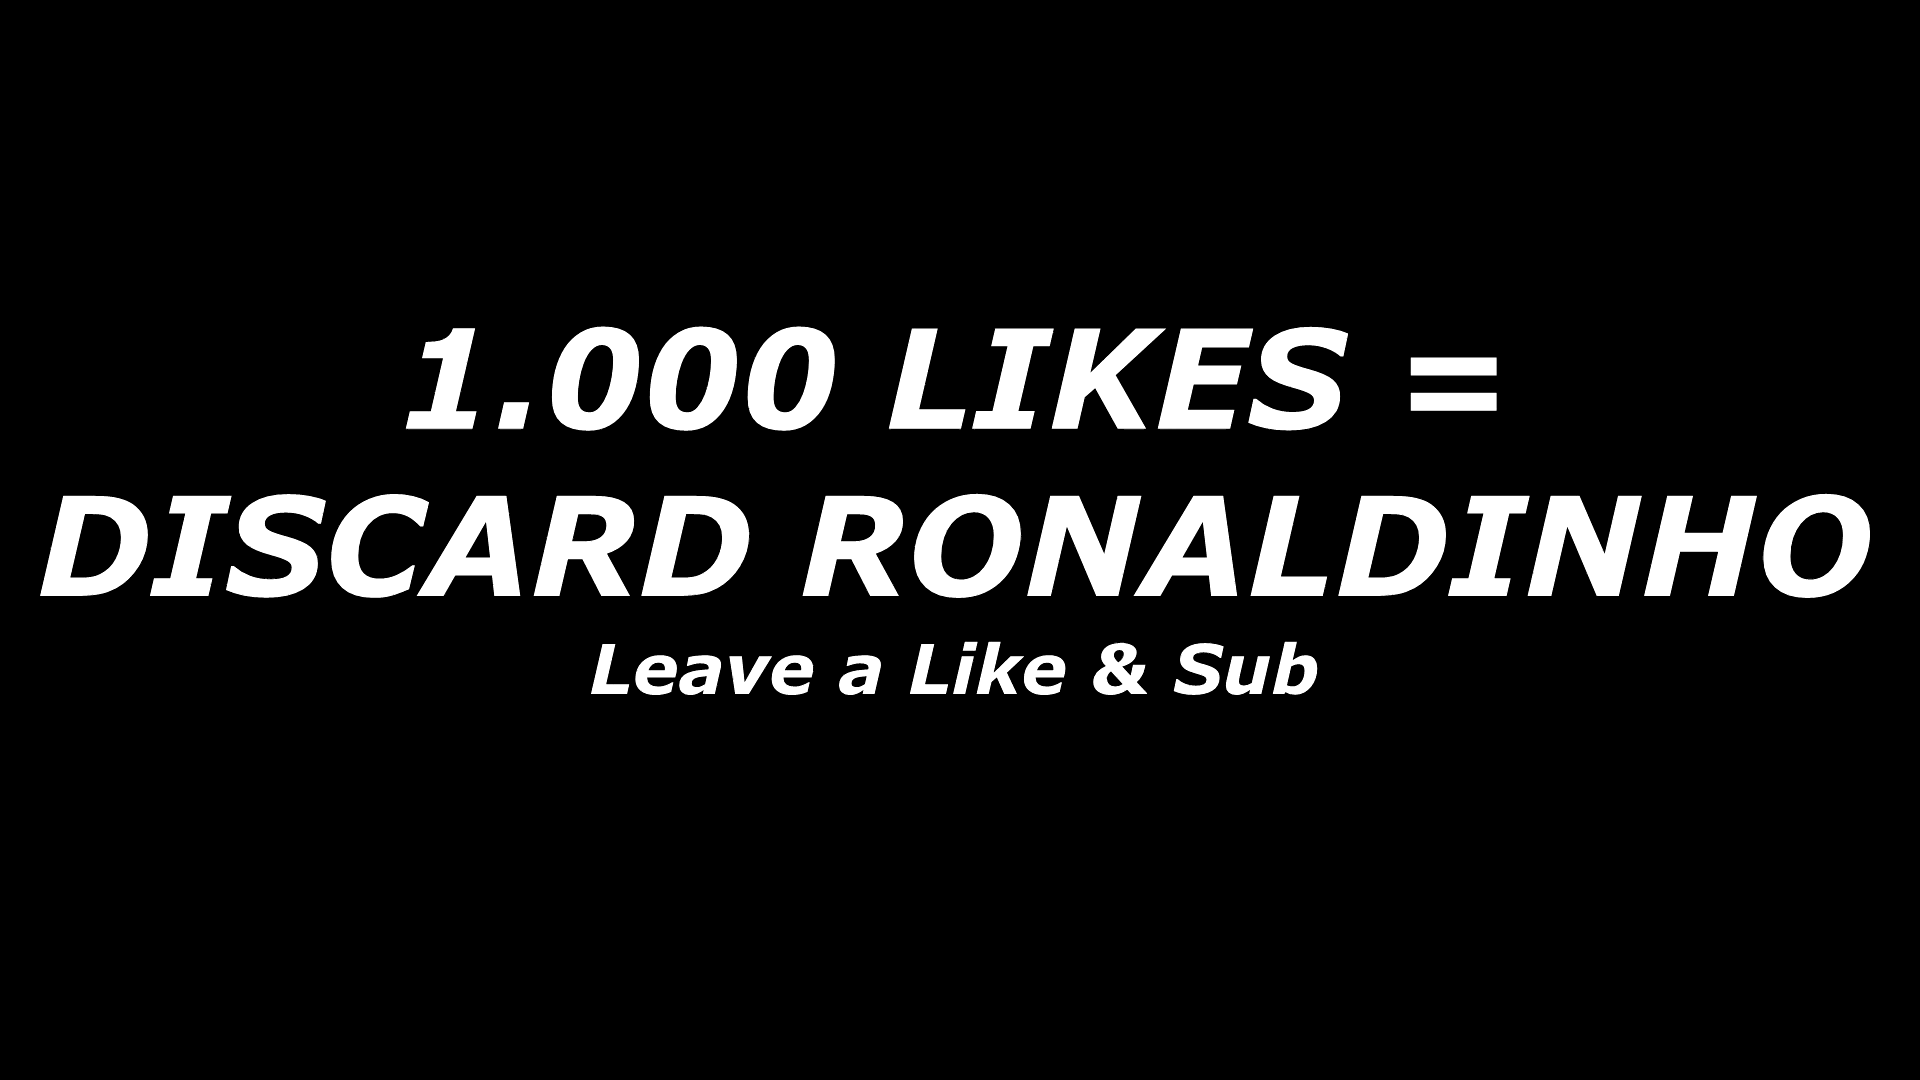 1.000 LIKES =
DISCARD RONALDINHO
Leave a Like & Sub